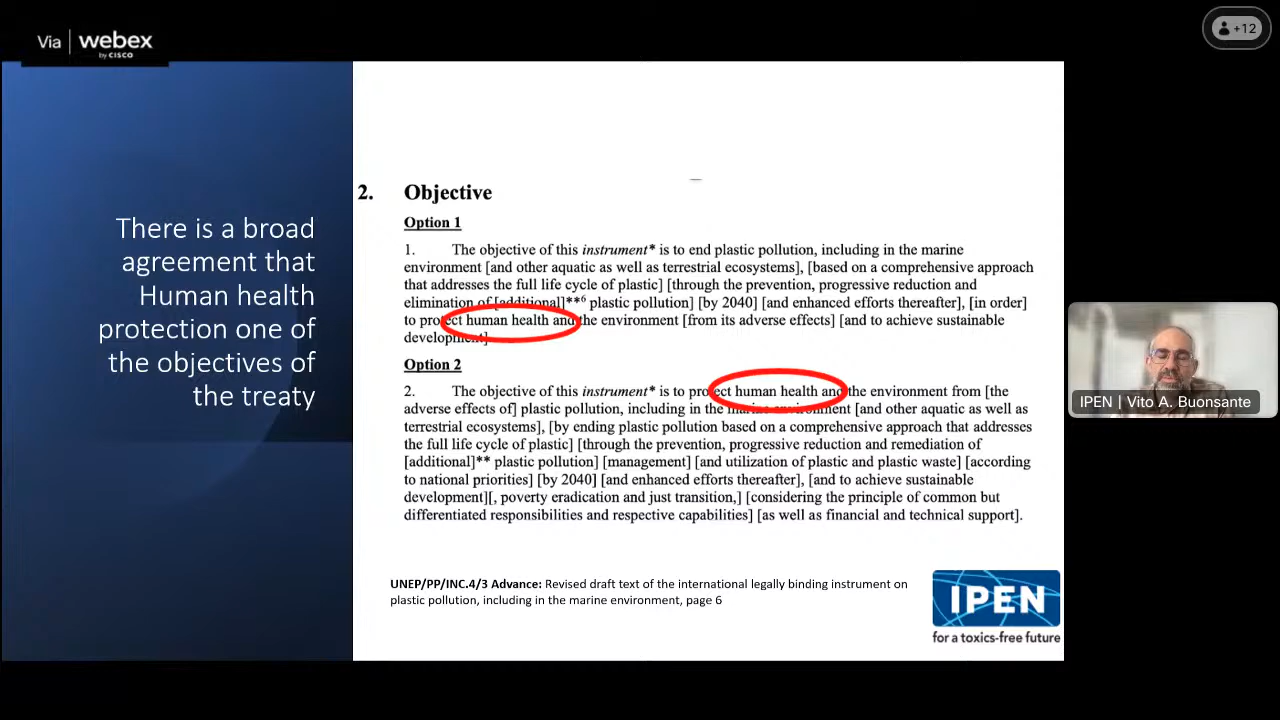 Via webex
by CISCO
+12
There is a broad
agreement that
Human health
protection one of
the objectives of
the treaty
2. Objective
Option 1
1. The objective of this instrument* is to end plastic pollution, including in the marine
environment [and other aquatic as well as terrestrial ecosystems], [based on a comprehensive approach
that addresses the full life cycle of plastic] [through the prevention, progressive reduction and
elimination of [additional]**⁶ plastic pollution] [by 2040] [and enhanced efforts thereafter], [in order]
to protect human health and the environment [from its adverse effects] [and to achieve sustainable
development]
Option 2
2. The objective of this instrument* is to protect human health and the environment from [the
adverse effects of] plastic pollution, including in the marine environment [and other aquatic as well as
terrestrial ecosystems], [by ending plastic pollution based on a comprehensive approach that addresses
the full life cycle of plastic] [through the prevention, progressive reduction and remediation of
[additional]** plastic pollution] [management] [and utilization of plastic and plastic waste] [according
to national priorities] [by 2040] [and enhanced efforts thereafter], [and to achieve sustainable
development][, poverty eradication and just transition,] [considering the principle of common but
differentiated responsibilities and respective capabilities] [as well as financial and technical support].
UNEP/PP/INC.4/3 Advance: Revised draft text of the international legally binding instrument on
plastic pollution, including in the marine environment, page 6
IPEN
for a toxics-free future
IPEN | Vito A. Buonsante